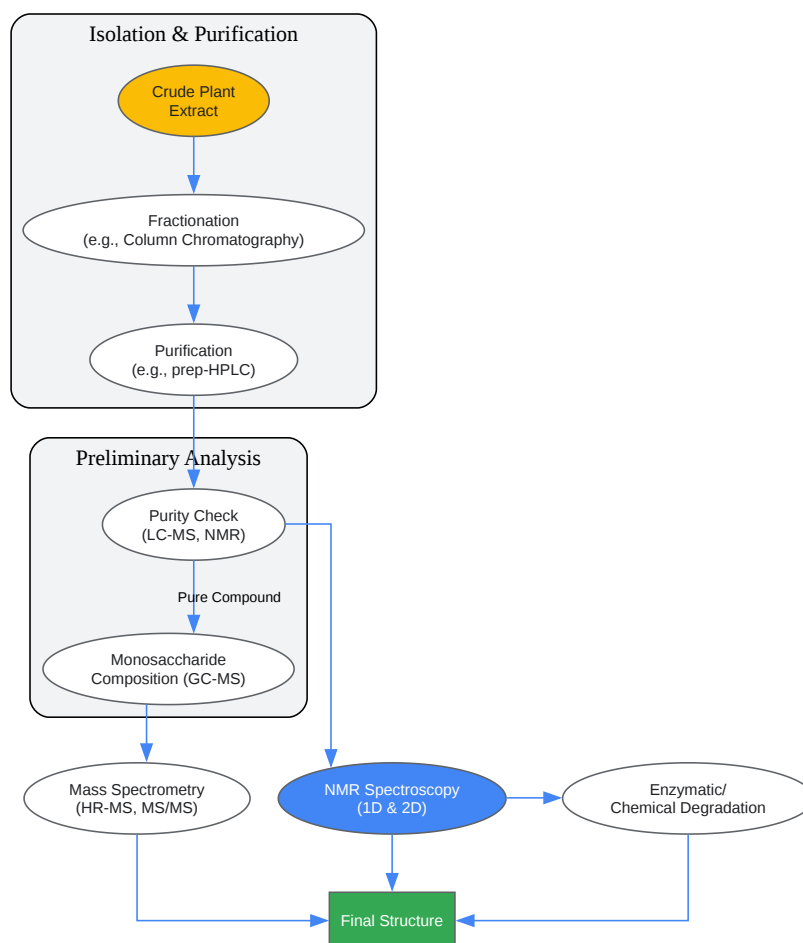 Isolation & Purification
Crude Plant
Extract
Fractionation
(e.g., Column Chromatography)
Purification
(e.g., prep-HPLC)
Preliminary Analysis
Purity Check
(LC-MS, NMR)
Pure Compound
Monosaccharide
Composition (GC-MS)
Mass Spectrometry
(HR-MS, MS/MS)
NMR Spectroscopy
(1D & 2D)
Enzymatic/
Chemical Degradation
Final Structure